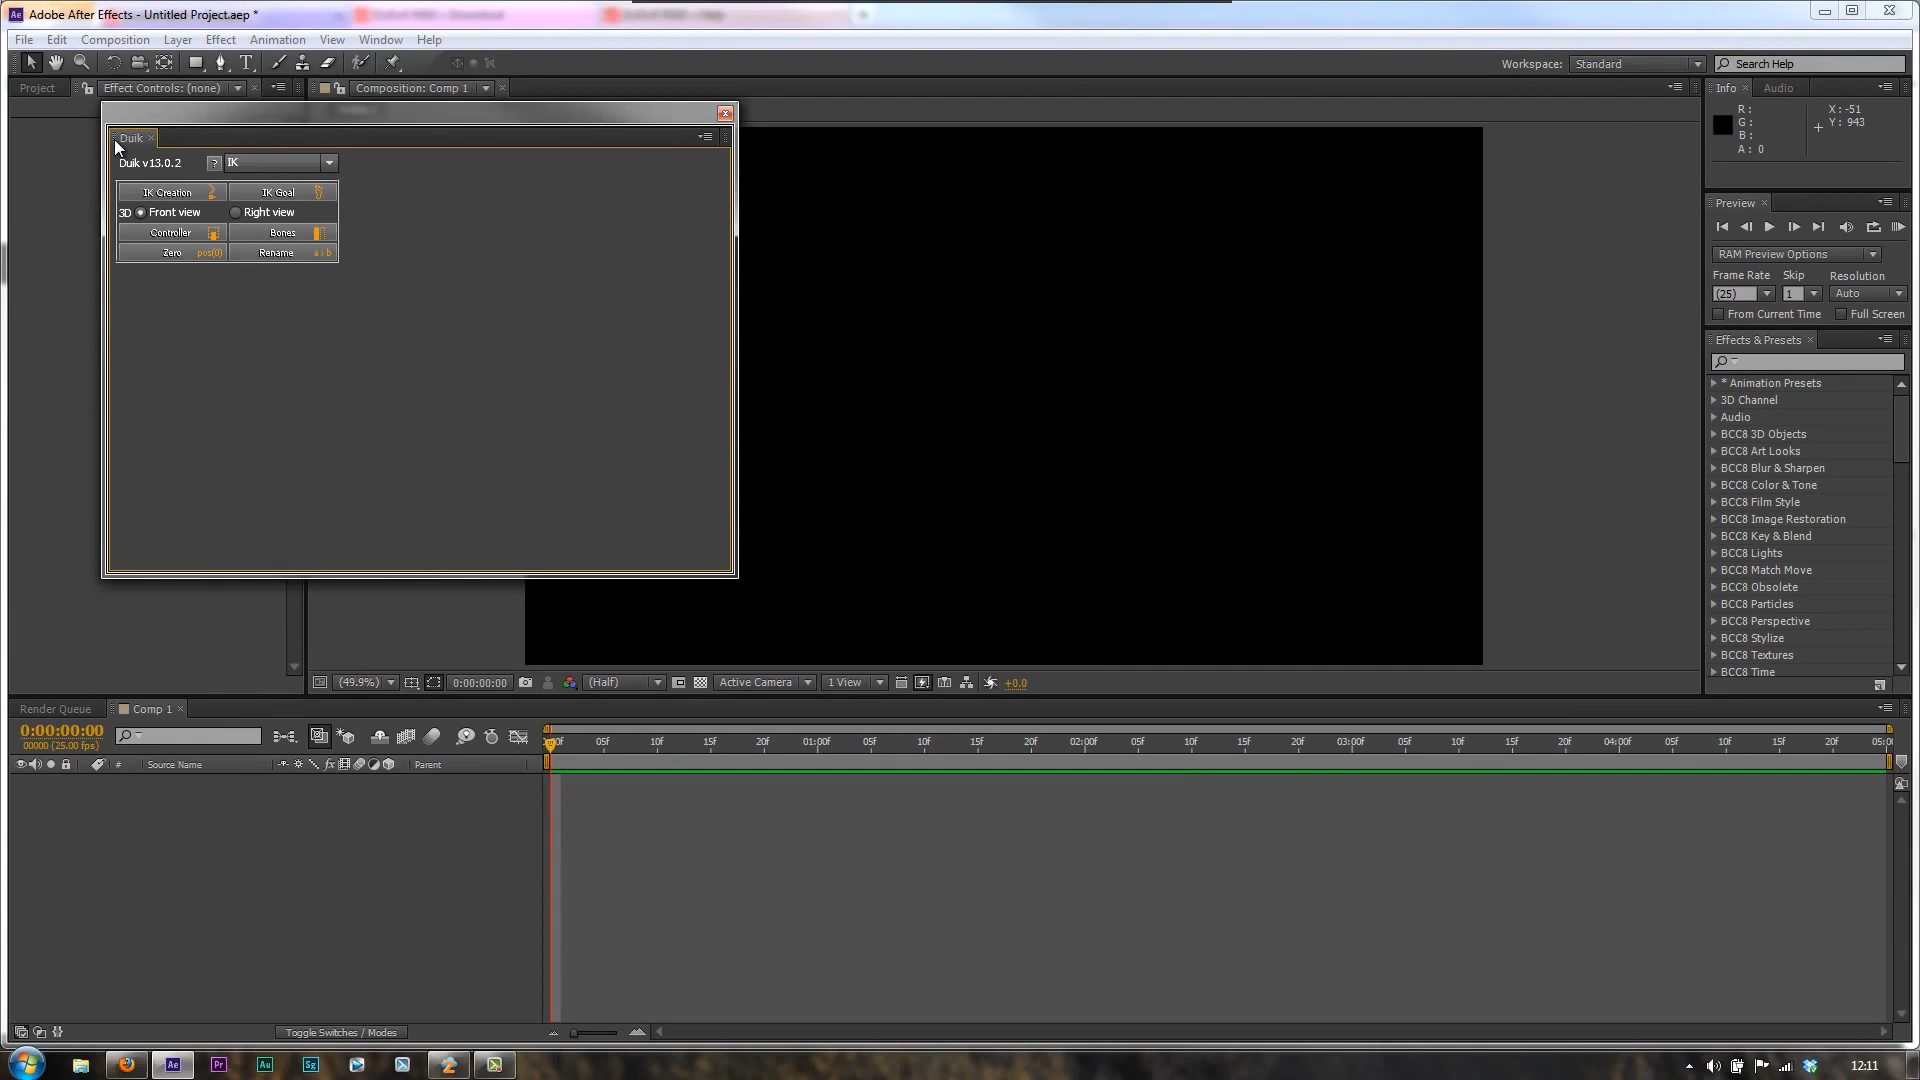 Adobe After Effects - Untitled Project.aep *
File Edit Composition Layer Effect Animation View Window Help
Workspace: Standard Search Help
Project Effect Controls: (none) Composition: Comp 1
Info Audio
R: X: -51
G: Y: 943
B:
A: 0
Duik
Duik v13.0.2 ? IK
IK Creation IK Goal
3D Front view Right view
Controller Bones
Zero pos(0) Rename a>b
Preview
RAM Preview Options
Frame Rate Skip Resolution
(25) 1 Auto
From Current Time Full Screen
Effects & Presets
* Animation Presets
3D Channel
Audio
BCC8 3D Objects
BCC8 Art Looks
BCC8 Blur & Sharpen
BCC8 Color & Tone
BCC8 Film Style
BCC8 Image Restoration
BCC8 Key & Blend
BCC8 Lights
BCC8 Match Move
BCC8 Obsolete
BCC8 Particles
BCC8 Perspective
BCC8 Stylize
BCC8 Textures
BCC8 Time
(49.9%) 0:00:00:00 (Half) Active Camera 1 View +0.0
Render Queue Comp 1
0:00:00:00
00000 (25.00 fps)
05f 10f 15f 20f 01:00f 05f 10f 15f 20f 02:00f 05f 10f 15f 20f 03:00f 05f 10f 15f 20f 04:00f 05f 10f 15f 20f
# Source Name fx Parent
Toggle Switches / Modes
Ae Pr Au Sg 12:11